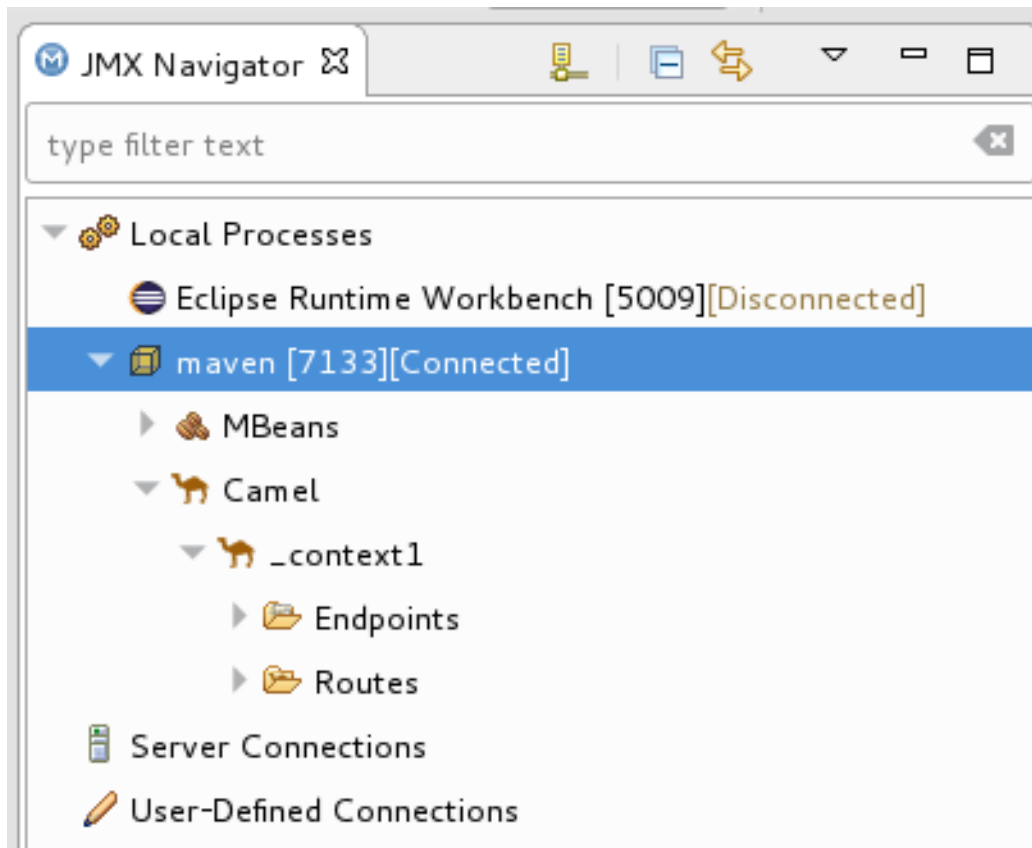 JMX Navigator
type filter text
Local Processes
Eclipse Runtime Workbench [5009][Disconnected]
maven [7133][Connected]
MBeans
Camel
_context1
Endpoints
Routes
Server Connections
User-Defined Connections